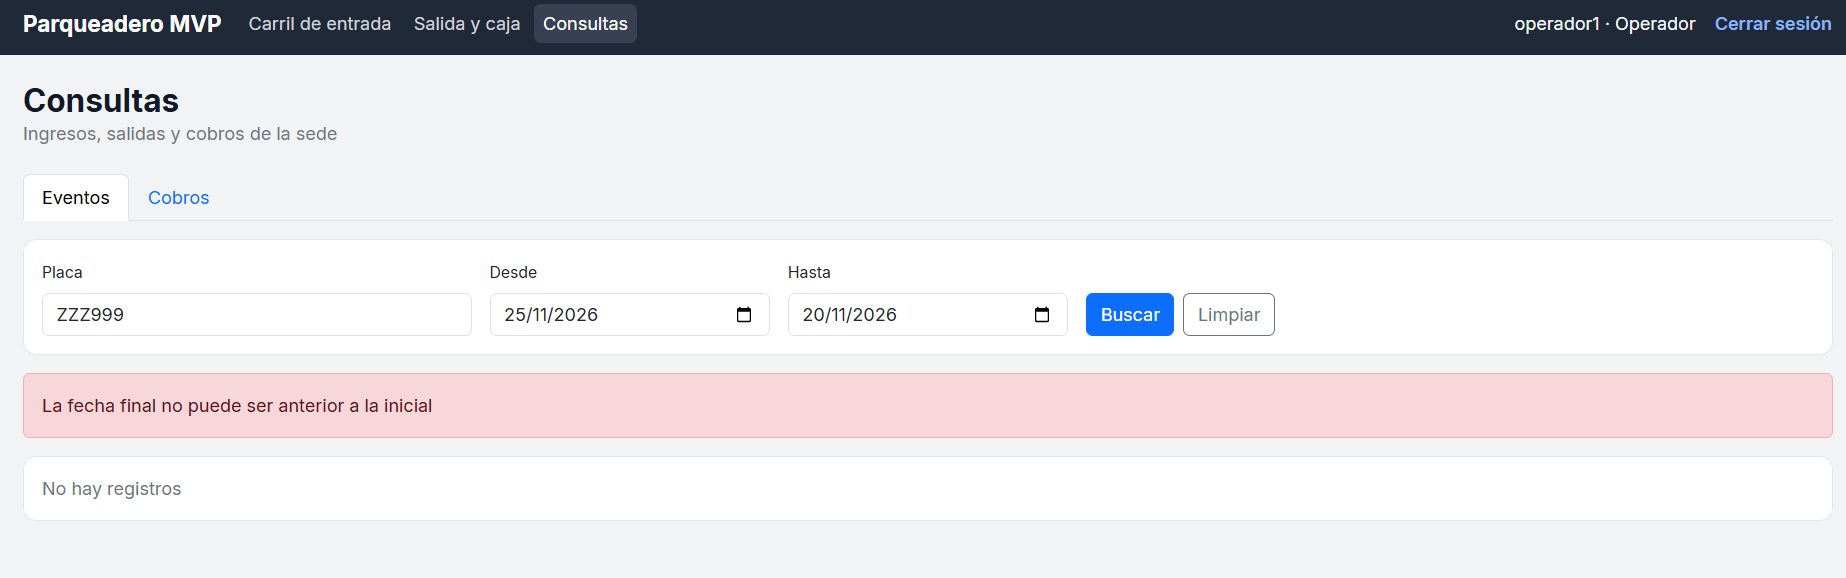 Parqueadero MVP Carril de entrada Salida y caja Consultas operador1 · Operador Cerrar sesión
Consultas
Ingresos, salidas y cobros de la sede
Eventos Cobros
Placa Desde Hasta
ZZZ999 25/11/2026 20/11/2026 Buscar Limpiar
La fecha final no puede ser anterior a la inicial
No hay registros